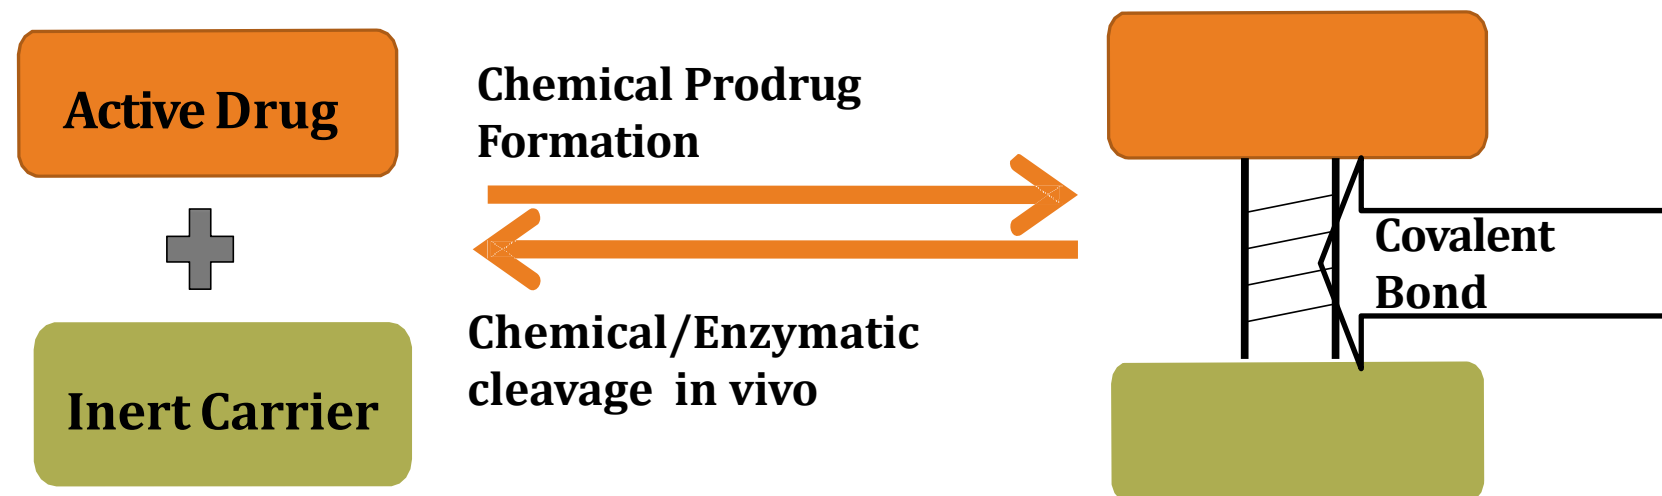 Active Drug
Inert Carrier
Chemical Prodrug
Formation
Chemical/Enzymatic
cleavage in vivo
Covalent
Bond